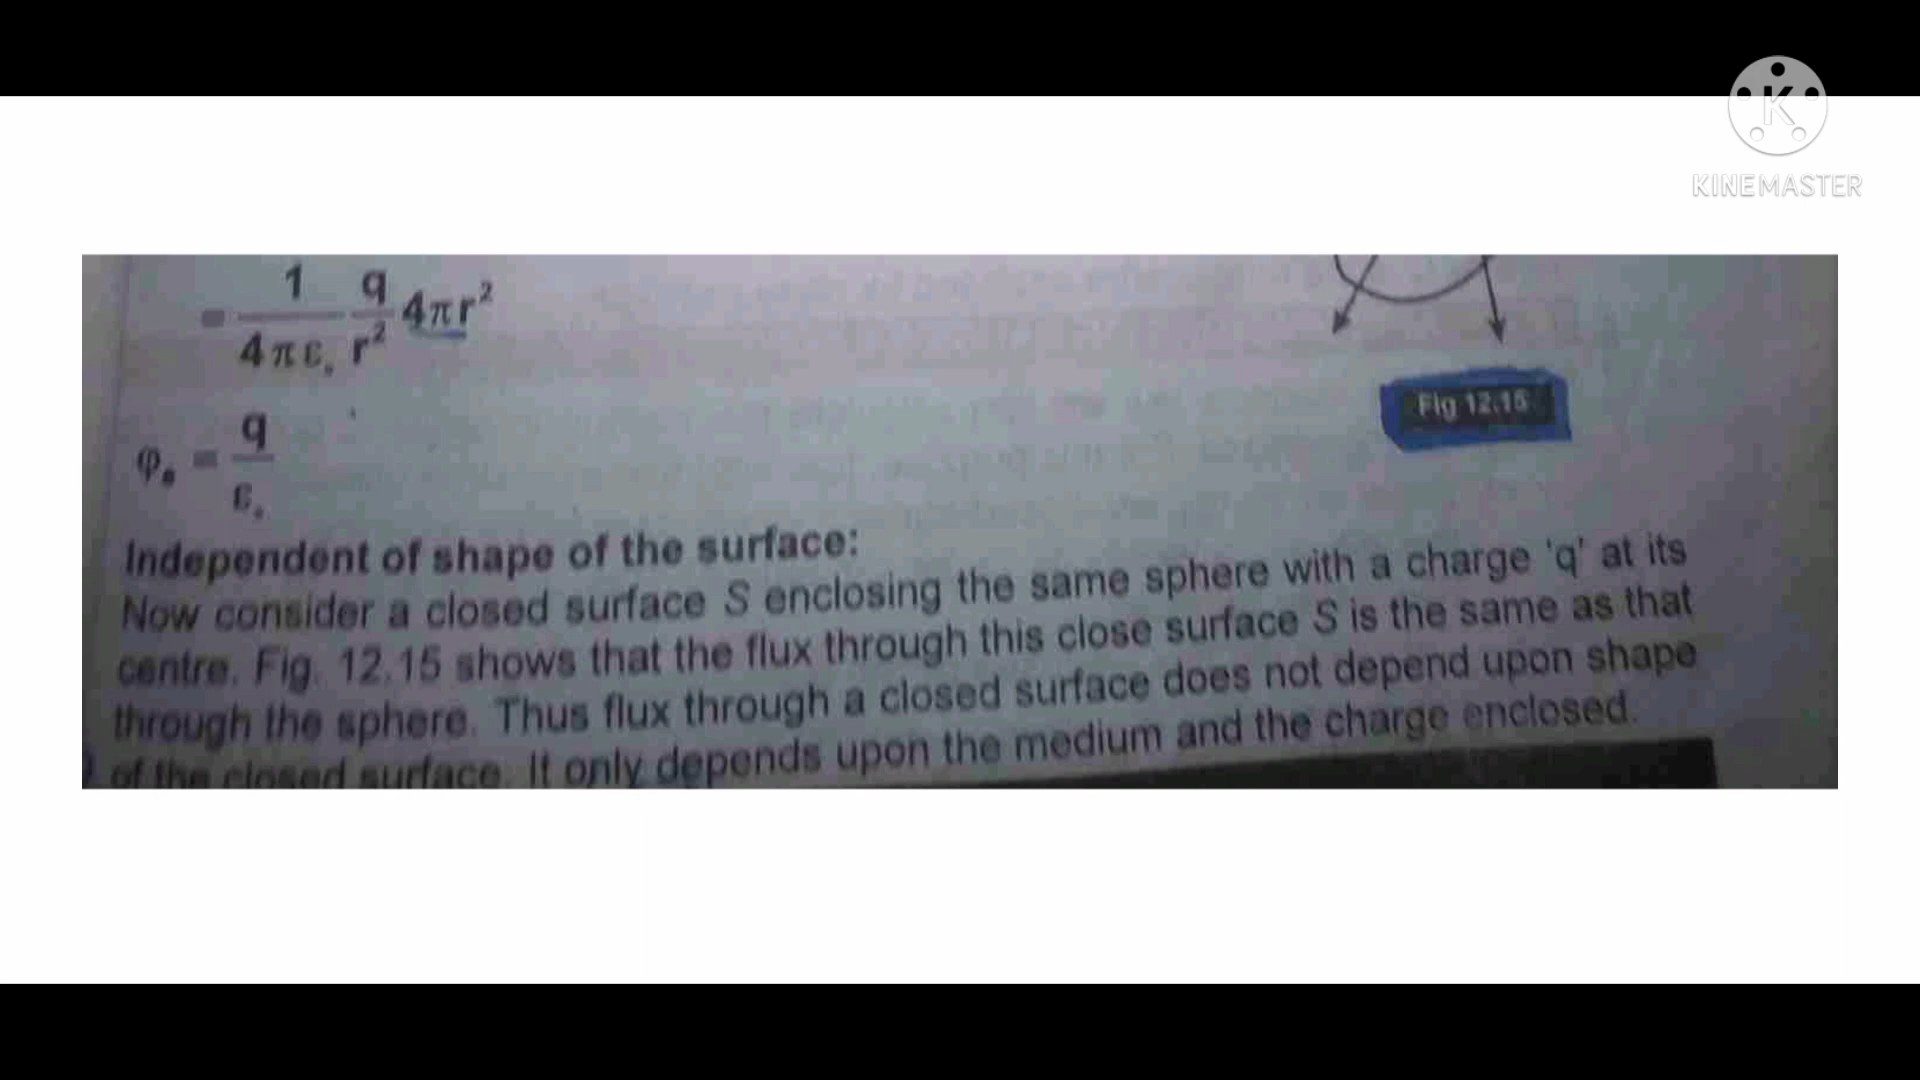 K
KINEMASTER
= 1/4πε₀ q/r² 4πr²
Fig 12.15
φₑ = q/ε₀
Independent of shape of the surface:
Now consider a closed surface S enclosing the same sphere with a charge 'q' at its
centre. Fig. 12.15 shows that the flux through this close surface S is the same as that
through the sphere. Thus flux through a closed surface does not depend upon shape
of the closed surface. It only depends upon the medium and the charge enclosed.